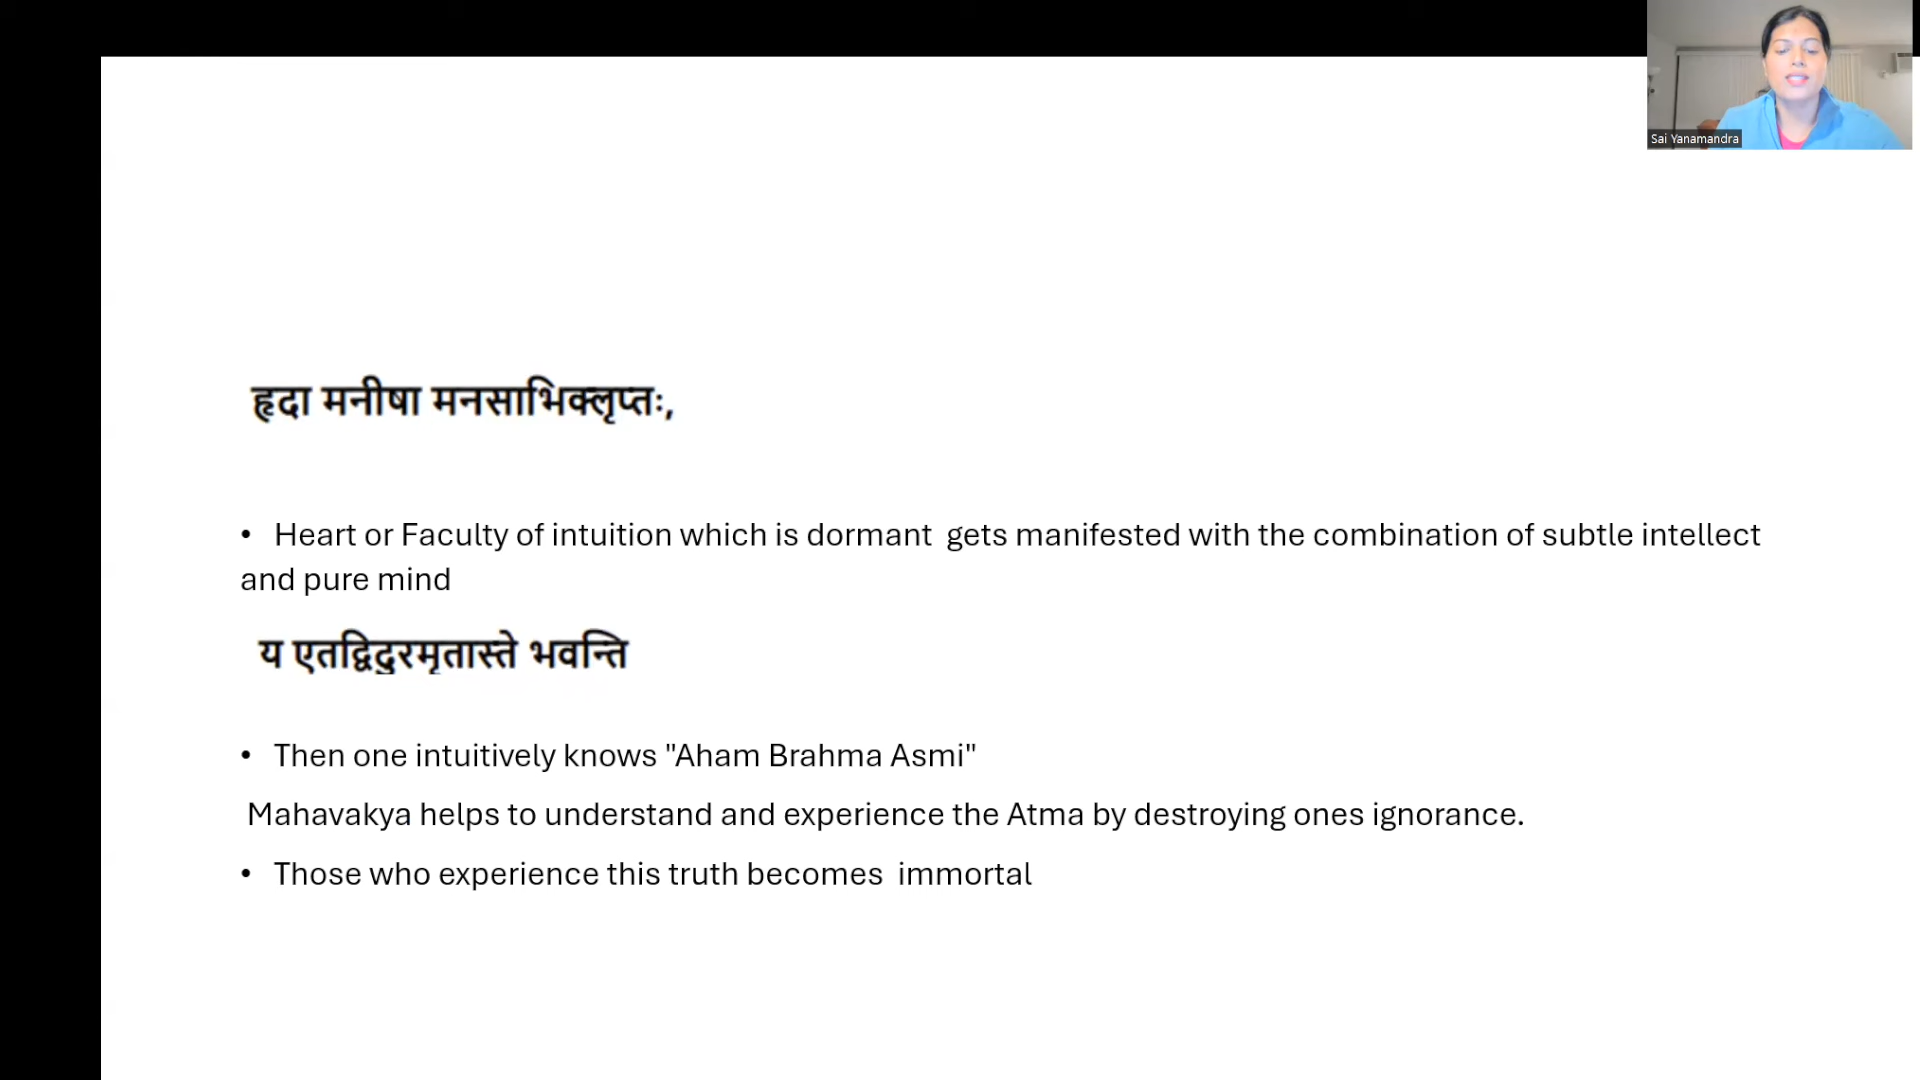 Sai Yanamandra
हृदा मनीषा मनसाभिक्लृप्तः,
• Heart or Faculty of intuition which is dormant  gets manifested with the combination of subtle intellect
and pure mind
य एतद्विदुरमृतास्ते भवन्ति
• Then one intuitively knows "Aham Brahma Asmi"
Mahavakya helps to understand and experience the Atma by destroying ones ignorance.
• Those who experience this truth becomes  immortal